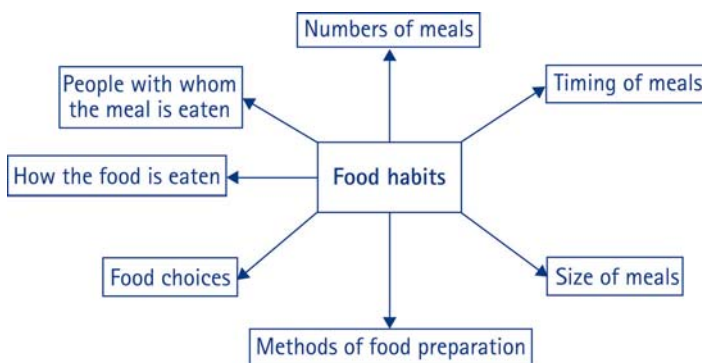 Numbers of meals
People with whom
the meal is eaten
Timing of meals
How the food is eaten
Food habits
Food choices
Size of meals
Methods of food preparation